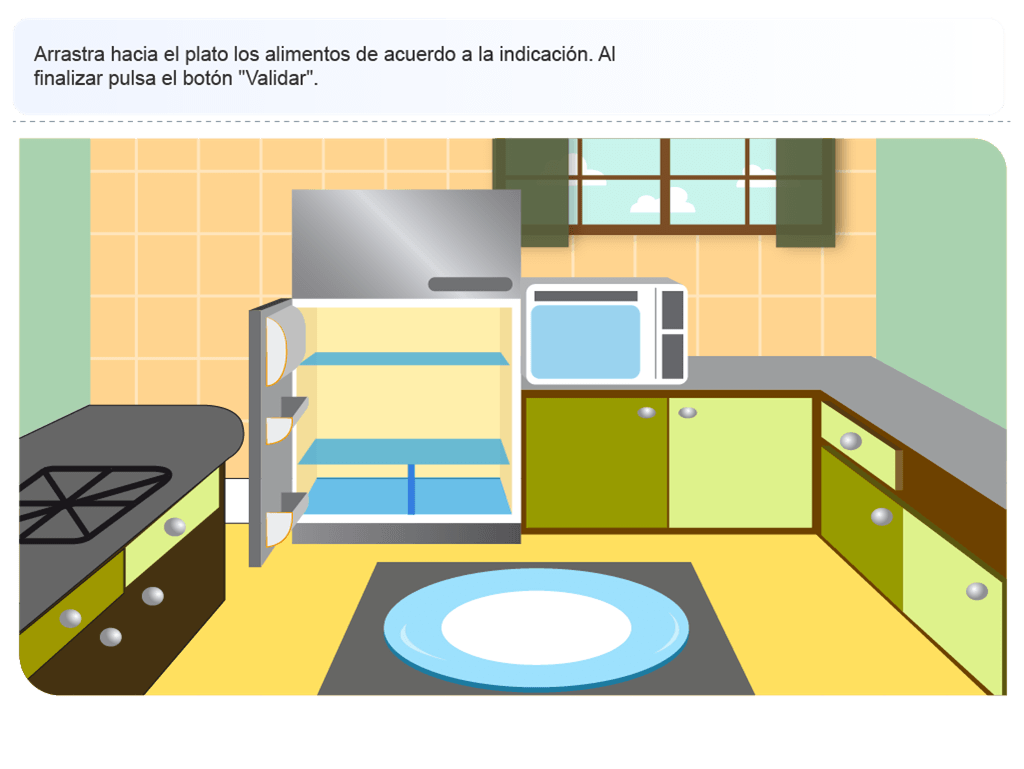 Arrastra hacia el plato los alimentos de acuerdo a la indicación. Al
finalizar pulsa el botón "Validar".